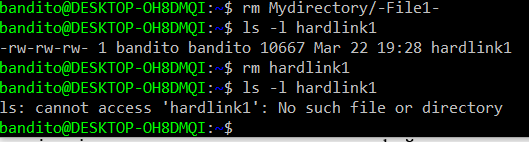 bandito@DESKTOP-OH8DMQI:~$ rm Mydirectory/-File1-
bandito@DESKTOP-OH8DMQI:~$ ls -l hardlink1
-rw-rw-rw- 1 bandito bandito 10667 Mar 22 19:28 hardlink1
bandito@DESKTOP-OH8DMQI:~$ rm hardlink1
bandito@DESKTOP-OH8DMQI:~$ ls -l hardlink1
ls: cannot access 'hardlink1': No such file or directory
bandito@DESKTOP-OH8DMQI:~$